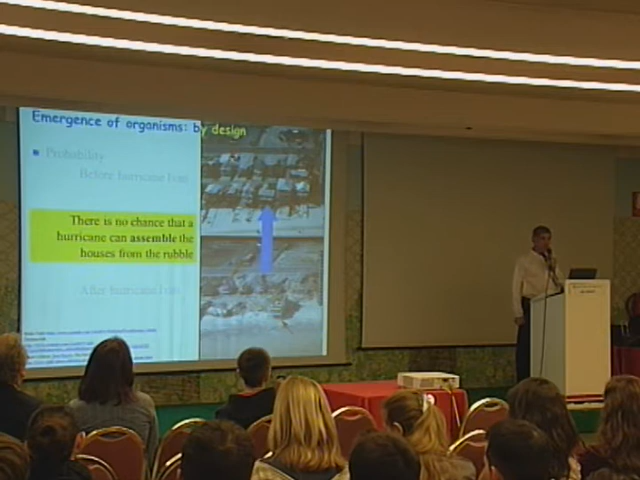 Emergence of organisms: by design
Probability
Before hurricane Ivan
There is no chance that a
hurricane can assemble the
houses from the rubble
After hurricane Ivan